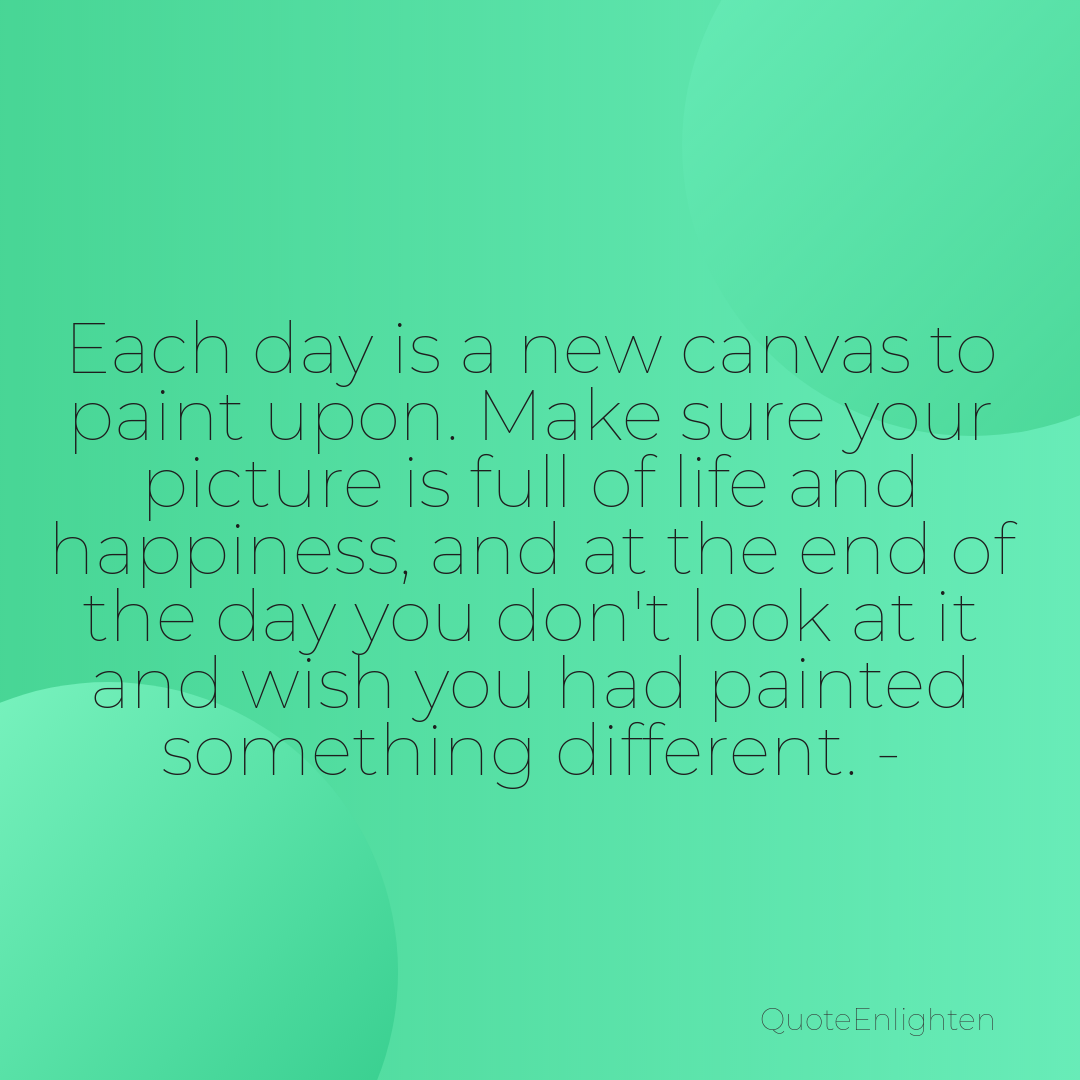 Each day is a new canvas to
paint upon. Make sure your
picture is full of life and
happiness, and at the end of
the day you don't look at it
and wish you had painted
something different. -
QuoteEnlighten